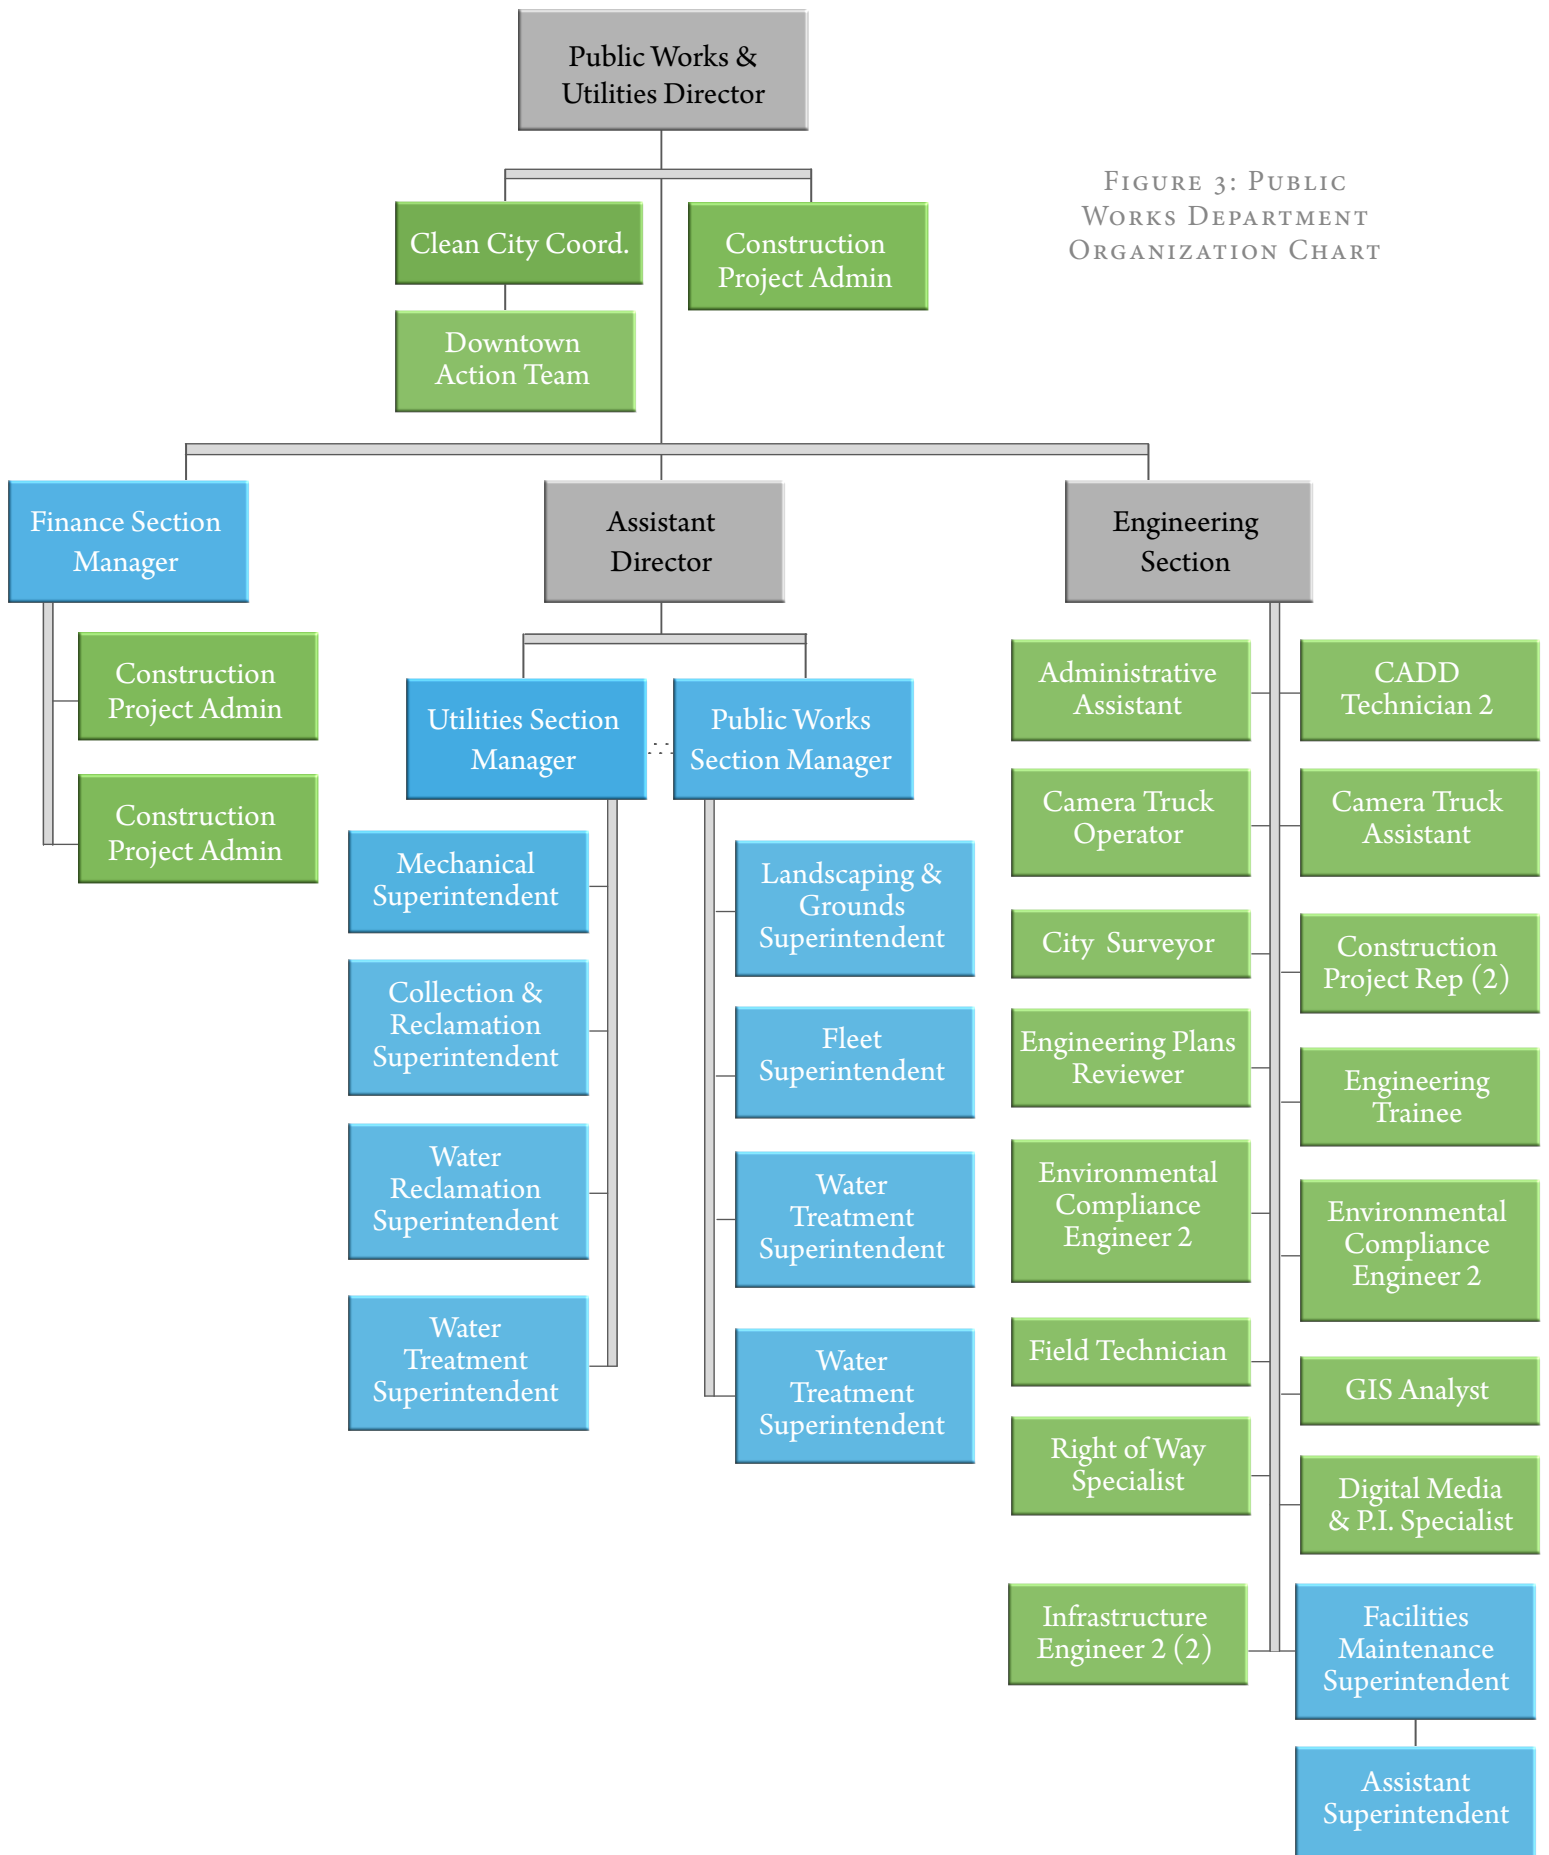 Public Works &
Utilities Director
Figure 3: Public
Works Department
Organization Chart
Clean City Coord.
Construction
Project Admin
Downtown
Action Team
Finance Section
Manager
Assistant
Director
Engineering
Section
Construction
Project Admin
Construction
Project Admin
Utilities Section
Manager
Public Works
Section Manager
Mechanical
Superintendent
Collection &
Reclamation
Superintendent
Water
Reclamation
Superintendent
Water
Treatment
Superintendent
Landscaping &
Grounds
Superintendent
Fleet
Superintendent
Water
Treatment
Superintendent
Water
Treatment
Superintendent
Administrative
Assistant
CADD
Technician 2
Camera Truck
Operator
Camera Truck
Assistant
City Surveyor
Construction
Project Rep (2)
Engineering Plans
Reviewer
Engineering
Trainee
Environmental
Compliance
Engineer 2
Environmental
Compliance
Engineer 2
Field Technician
GIS Analyst
Right of Way
Specialist
Digital Media
& P.I. Specialist
Infrastructure
Engineer 2 (2)
Facilities
Maintenance
Superintendent
Assistant
Superintendent